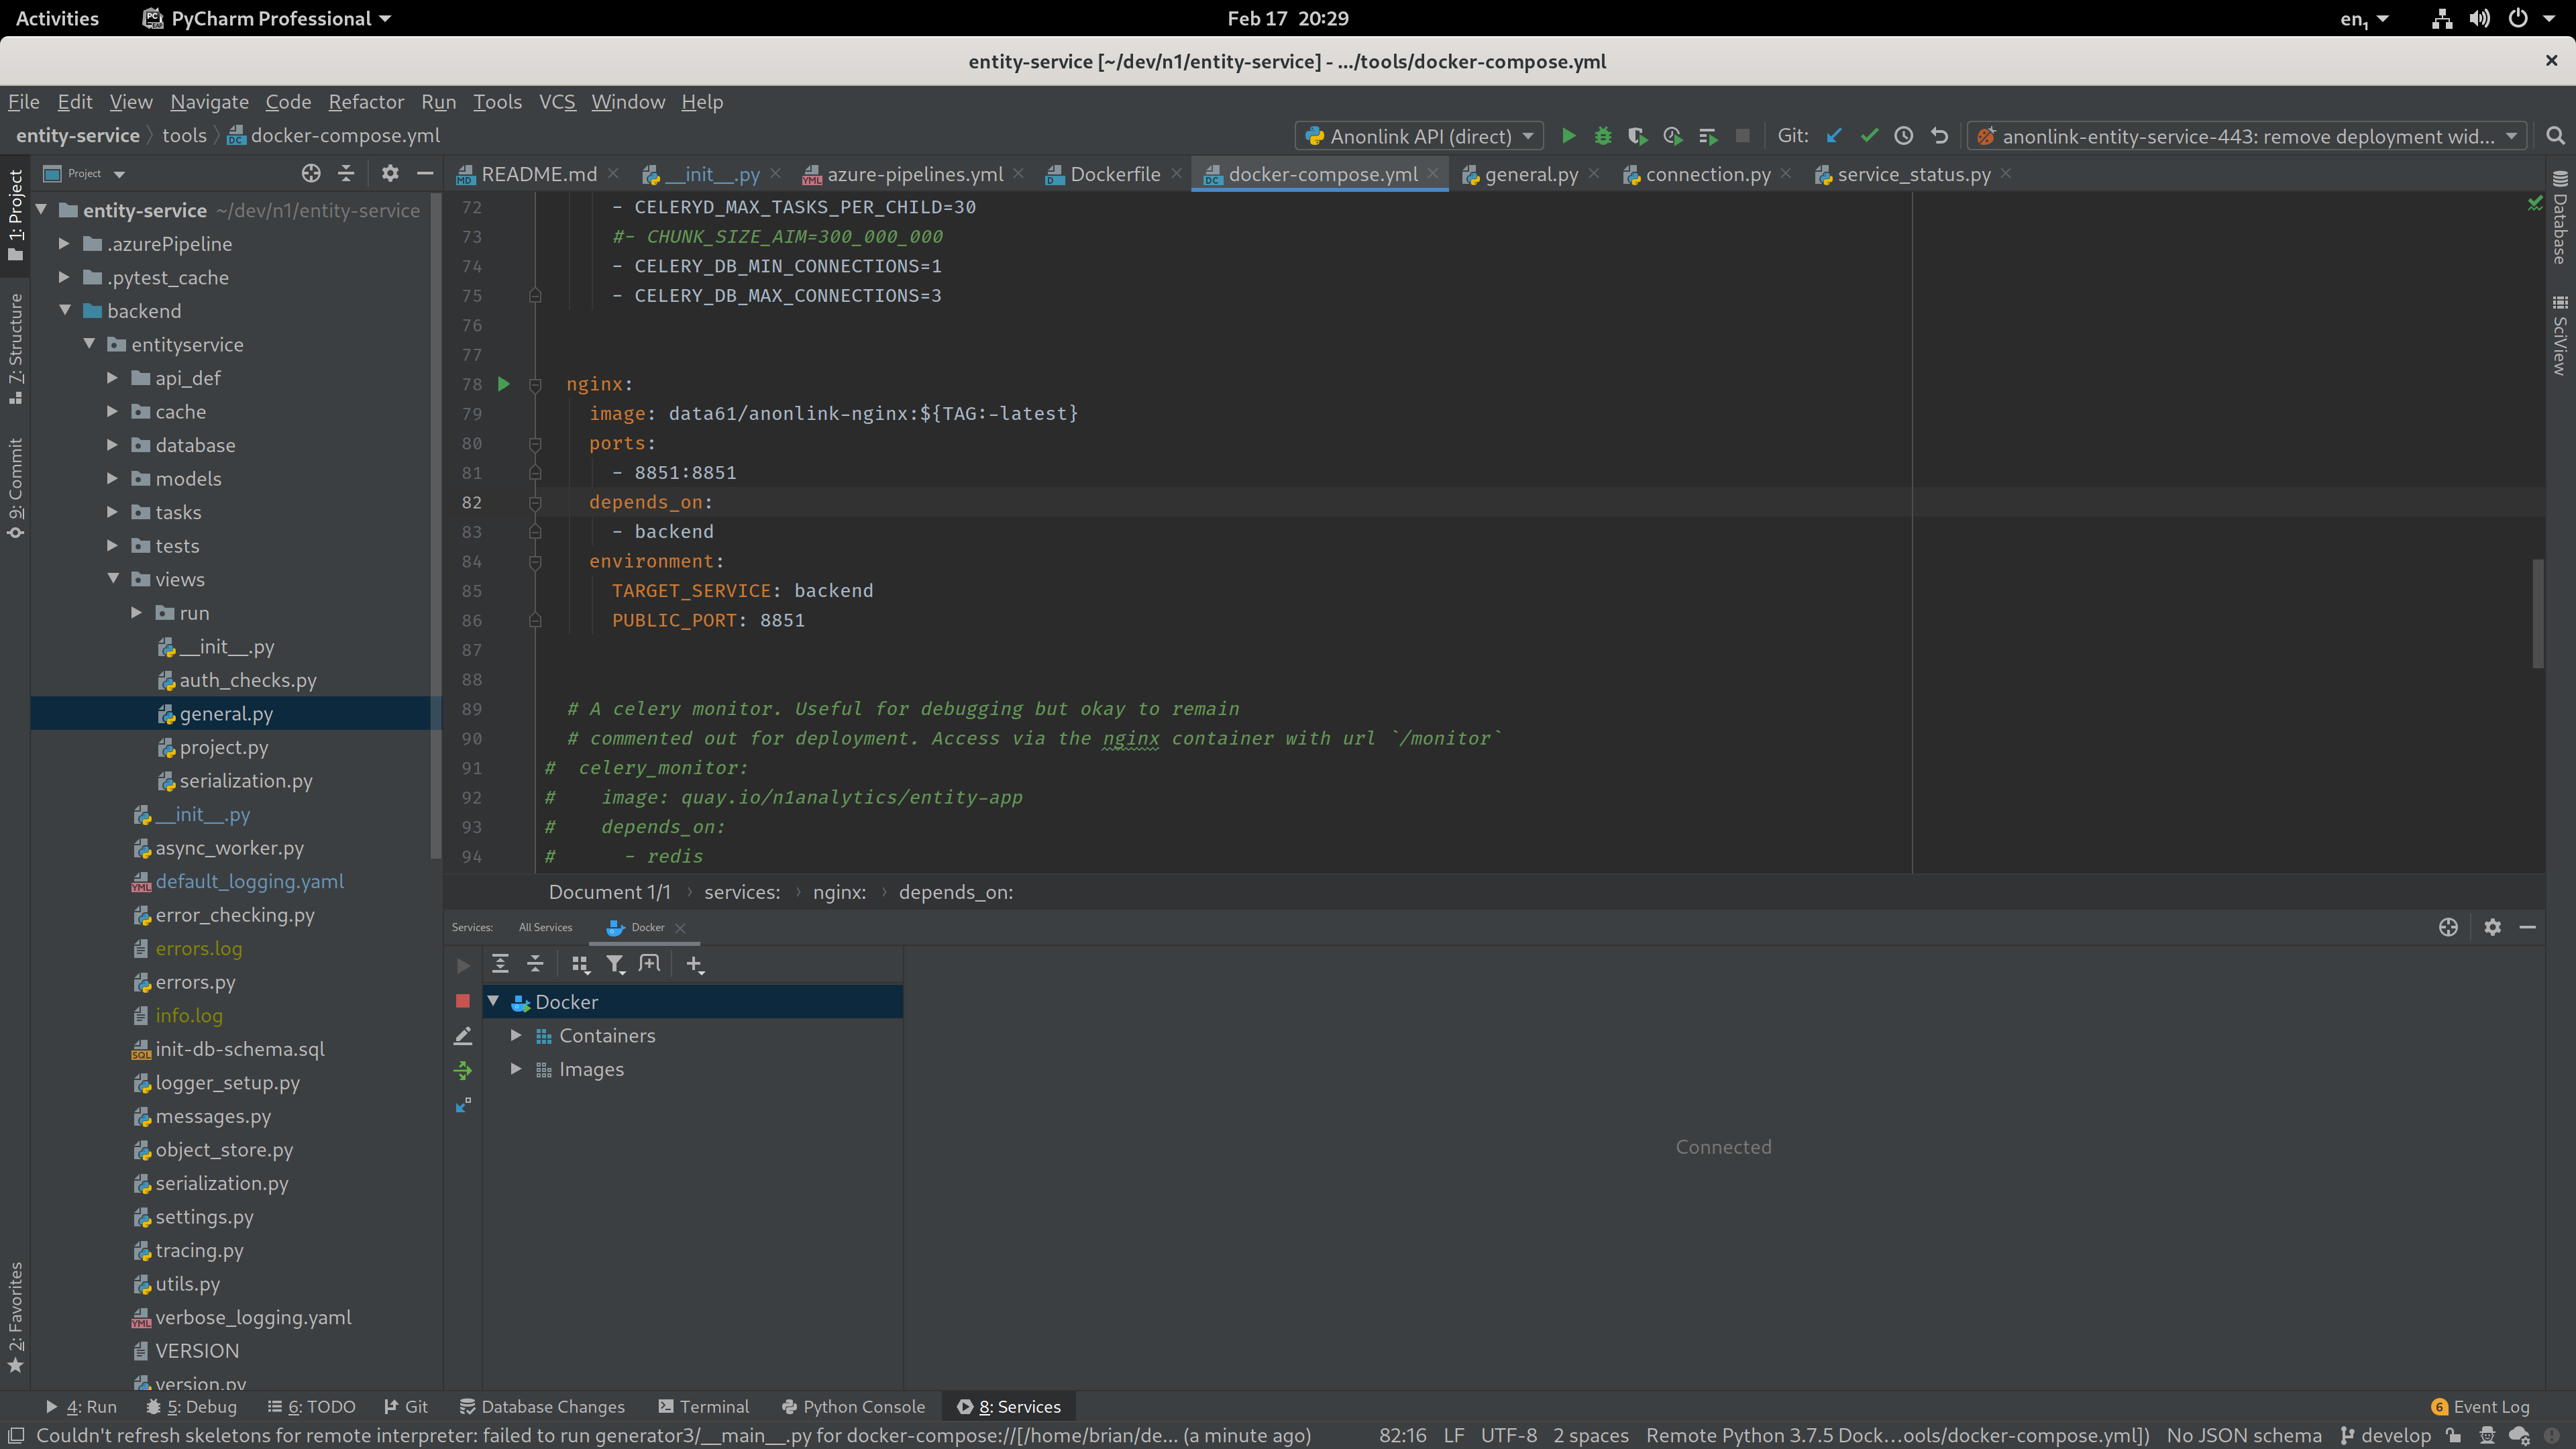 Activities PyCharm Professional Feb 17 20:29 en1
entity-service [~/dev/n1/entity-service] - .../tools/docker-compose.yml
File Edit View Navigate Code Refactor Run Tools VCS Window Help
entity-service tools docker-compose.yml Anonlink API (direct) Git: anonlink-entity-service-443: remove deployment wid...
Project README.md __init__.py azure-pipelines.yml Dockerfile docker-compose.yml general.py connection.py service_status.py
1: Project
7: Structure
9: Commit
2: Favorites
entity-service ~/dev/n1/entity-service
.azurePipeline
.pytest_cache
backend
entityservice
api_def
cache
database
models
tasks
tests
views
run
__init__.py
auth_checks.py
general.py
project.py
serialization.py
__init__.py
async_worker.py
default_logging.yaml
error_checking.py
errors.log
errors.py
info.log
init-db-schema.sql
logger_setup.py
messages.py
object_store.py
serialization.py
settings.py
tracing.py
utils.py
verbose_logging.yaml
VERSION
version.py
72 - CELERYD_MAX_TASKS_PER_CHILD=30
73 #- CHUNK_SIZE_AIM=300_000_000
74 - CELERY_DB_MIN_CONNECTIONS=1
75 - CELERY_DB_MAX_CONNECTIONS=3
76
77
78 nginx:
79 image: data61/anonlink-nginx:${TAG:-latest}
80 ports:
81 - 8851:8851
82 depends_on:
83 - backend
84 environment:
85 TARGET_SERVICE: backend
86 PUBLIC_PORT: 8851
87
88
89 # A celery monitor. Useful for debugging but okay to remain
90 # commented out for deployment. Access via the nginx container with url `/monitor`
91 # celery_monitor:
92 # image: quay.io/n1analytics/entity-app
93 # depends_on:
94 # - redis
Document 1/1 services: nginx: depends_on:
Database
SciView
Services: All Services Docker
Docker
Containers
Images
Connected
4: Run 5: Debug 6: TODO Git Database Changes Terminal Python Console 8: Services 6 Event Log
Couldn't refresh skeletons for remote interpreter: failed to run generator3/__main__.py for docker-compose://[/home/brian/de... (a minute ago) 82:16 LF UTF-8 2 spaces Remote Python 3.7.5 Dock...ools/docker-compose.yml]) No JSON schema develop